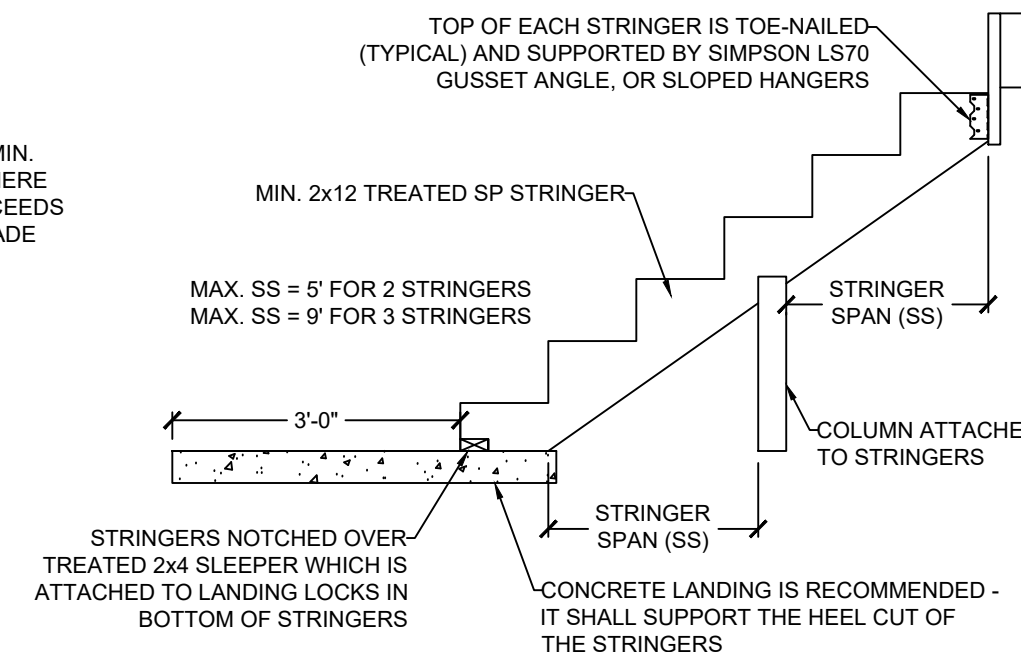 TOP OF EACH STRINGER IS TOE-NAILED
(TYPICAL) AND SUPPORTED BY SIMPSON LS70
GUSSET ANGLE, OR SLOPED HANGERS
MIN.
MIN. 2x12 TREATED SP STRINGER
MAX. SS = 5' FOR 2 STRINGERS
MAX. SS = 9' FOR 3 STRINGERS
STRINGER
SPAN (SS)
3'-0"
COLUMN
TO STRINGERS
STRINGER
SPAN (SS)
STRINGERS NOTCHED OVER
TREATED 2x4 SLEEPER WHICH IS
ATTACHED TO LANDING LOCKS IN
BOTTOM OF STRINGERS
CONCRETE LANDING IS RECOMMENDED -
IT SHALL SUPPORT THE HEEL CUT OF
THE STRINGERS